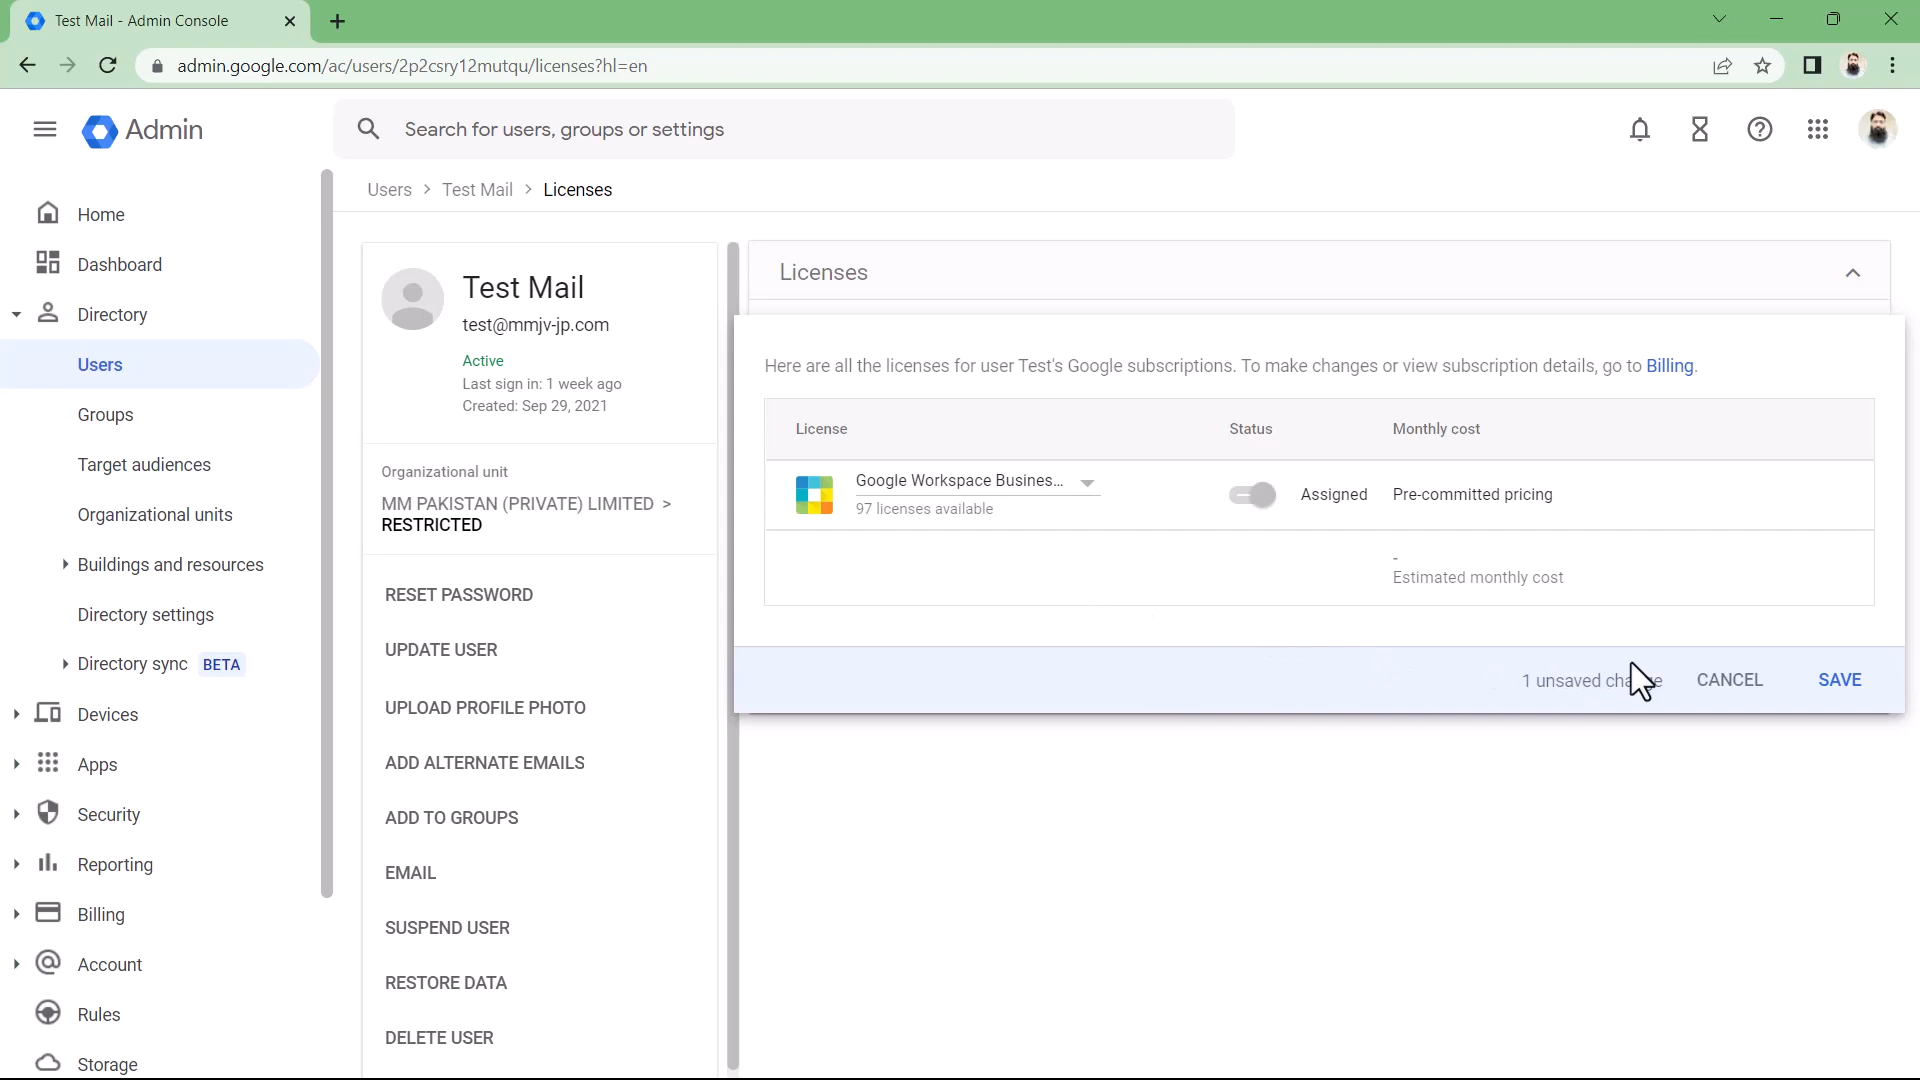 Test Mail - Admin Console
admin.google.com/ac/users/2p2csry12mutqu/licenses?hl=en
Admin
Search for users, groups or settings
Users > Test Mail > Licenses
Home
Dashboard
Directory
Users
Groups
Target audiences
Organizational units
Buildings and resources
Directory settings
Directory sync BETA
Devices
Apps
Security
Reporting
Billing
Account
Rules
Storage
Test Mail
test@mmjv-jp.com
Active
Last sign in: 1 week ago
Created: Sep 29, 2021
Organizational unit
MM PAKISTAN (PRIVATE) LIMITED >
RESTRICTED
RESET PASSWORD
UPDATE USER
UPLOAD PROFILE PHOTO
ADD ALTERNATE EMAILS
ADD TO GROUPS
EMAIL
SUSPEND USER
RESTORE DATA
DELETE USER
Licenses
Here are all the licenses for user Test's Google subscriptions. To make changes or view subscription details, go to Billing.
License Status Monthly cost
Google Workspace Busines... Assigned Pre-committed pricing
97 licenses available
-
Estimated monthly cost
1 unsaved CANCEL SAVE